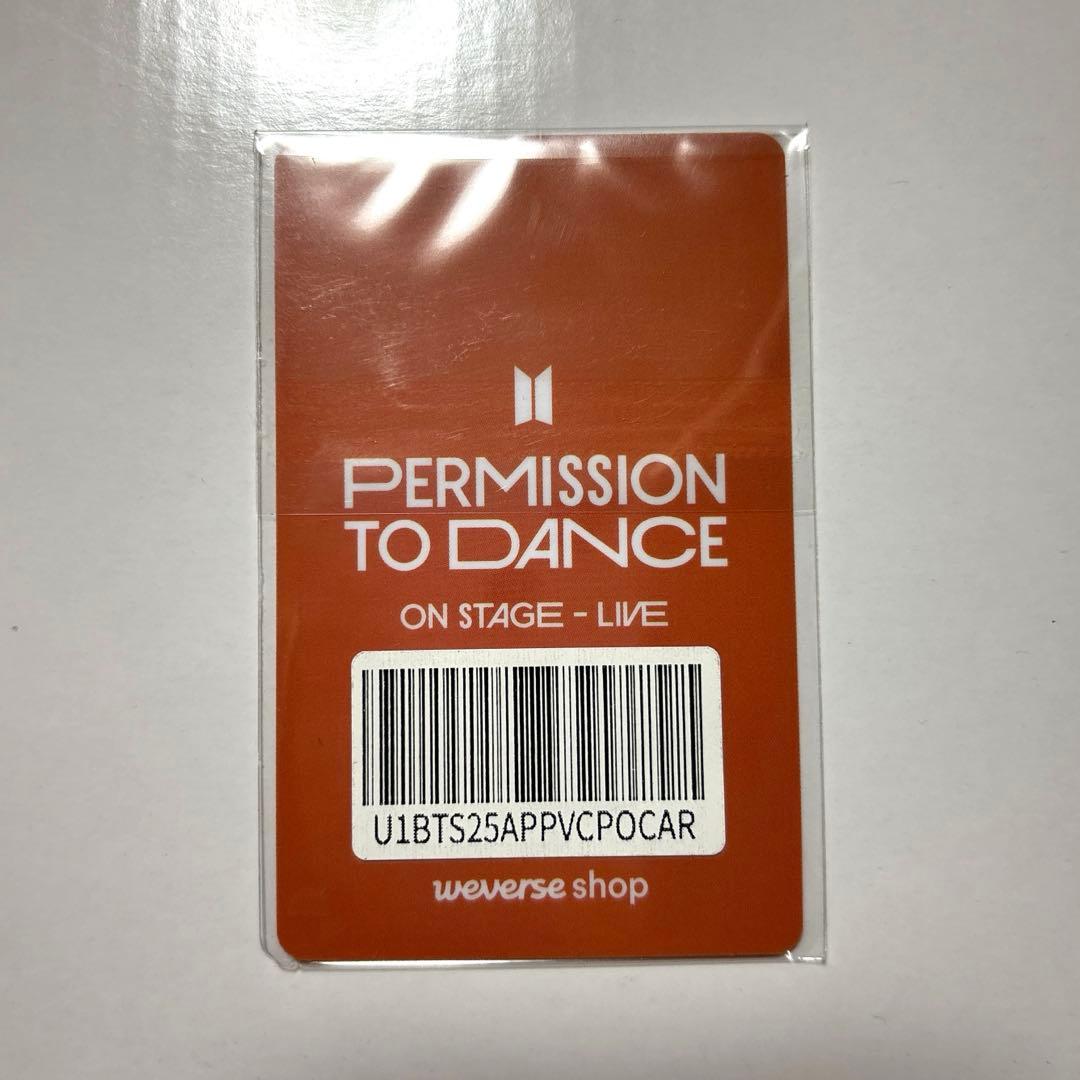 PERMISSION
TO DANCE
ON STAGE - LIVE
U1BTS25APPVCPOCAR
weverse shop